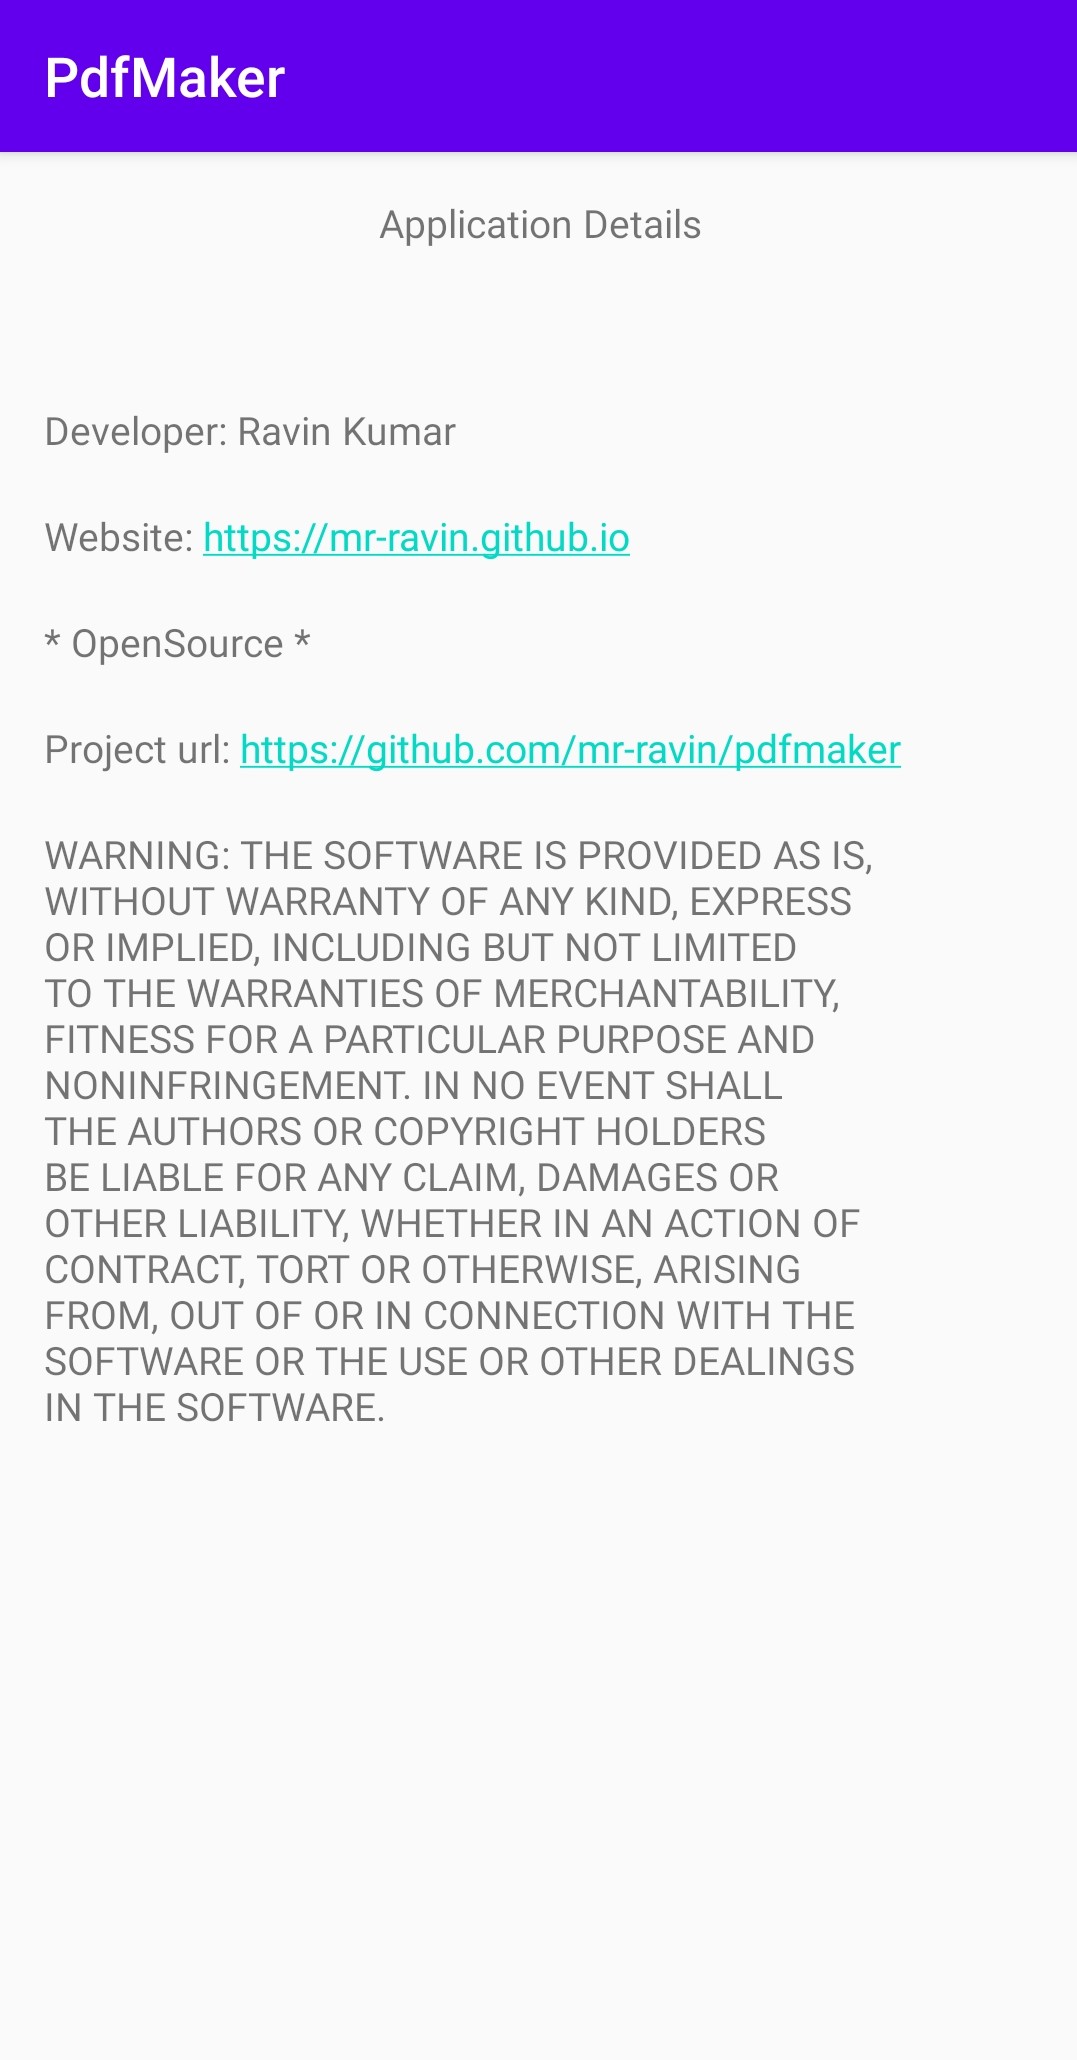 PdfMaker
Application Details
Developer: Ravin Kumar
Website: https://mr-ravin.github.io
* OpenSource *
Project url: https://github.com/mr-ravin/pdfmaker
WARNING: THE SOFTWARE IS PROVIDED AS IS,
WITHOUT WARRANTY OF ANY KIND, EXPRESS
OR IMPLIED, INCLUDING BUT NOT LIMITED
TO THE WARRANTIES OF MERCHANTABILITY,
FITNESS FOR A PARTICULAR PURPOSE AND
NONINFRINGEMENT. IN NO EVENT SHALL
THE AUTHORS OR COPYRIGHT HOLDERS
BE LIABLE FOR ANY CLAIM, DAMAGES OR
OTHER LIABILITY, WHETHER IN AN ACTION OF
CONTRACT, TORT OR OTHERWISE, ARISING
FROM, OUT OF OR IN CONNECTION WITH THE
SOFTWARE OR THE USE OR OTHER DEALINGS
IN THE SOFTWARE.